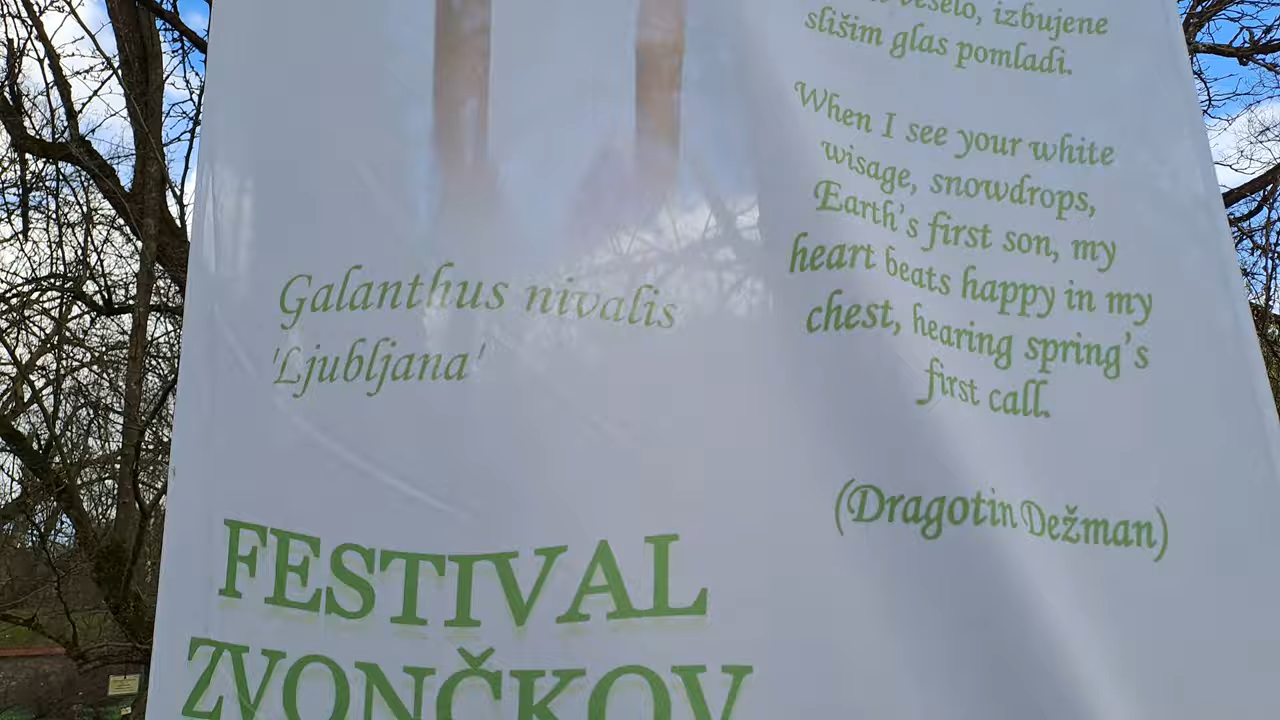 veselo, izbujene
slišim glas pomladi.
When I see your white
wisage, snowdrops,
Earth's first son, my
heart beats happy in my
chest, hearing spring's
first call.
(Dragotin Dežman)
Galanthus nivalis
'Ljubljana'
FESTIVAL
ZVONČKOV